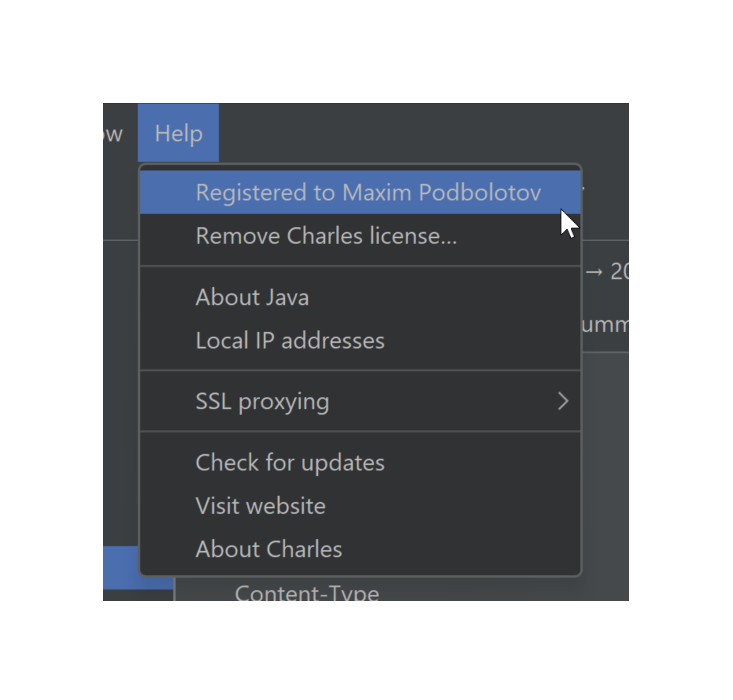 ow Help
Registered to Maxim Podbolotov
Remove Charles license...
→ 20
About Java
umm
Local IP addresses
SSL proxying
Check for updates
Visit website
About Charles
Content-Type